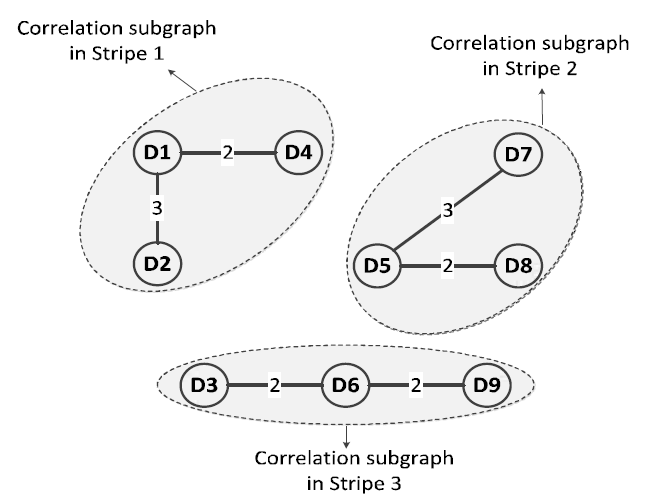 Correlation subgraph
in Stripe 1
Correlation subgraph
in Stripe 2
D1 2 D4
3
D2
D7
3
D5 2 D8
D3 2 D6 2 D9
Correlation subgraph
in Stripe 3